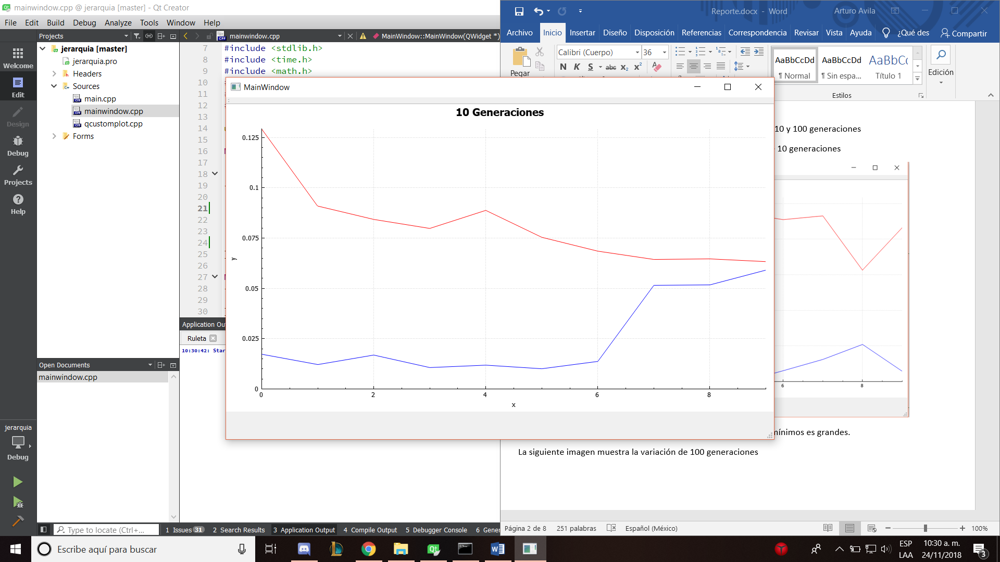 mainwindow.cpp @ jerarquia [master] - Qt Creator
File Edit Build Debug Analyze Tools Window Help
Projects
mainwindow.cpp
MainWindow::MainWindow(QWidget *)
Welcome
Edit
Design
Debug
Projects
Help
jerarquia [master]
jerarquia.pro
Headers
Sources
main.cpp
mainwindow.cpp
qcustomplot.cpp
Forms
7 #include <stdlib.h>
8 #include <time.h>
9 #include <math.h>
10
11
12
13
14
15
16
17
18
19
20
21
22
23
24
25
26
27
28
29
30
Application Ou
Ruleta
10:30:42: Star
Open Documents
mainwindow.cpp
jerarquia
Debug
Type to locate (Ctrl+...
1 Issues 31 2 Search Results 3 Application Output 4 Compile Output 5 Debugger Console 6 Gener
Reporte.docx - Word
Arturo Avila
Archivo Inicio Insertar Diseño Disposición Referencias Correspondencia Revisar Vista Ayuda ¿Qué des Compartir
Pegar
Calibri (Cuerpo) 36
N K S abc x₂ x²
AaBbCcDd AaBbCcDd AaBbCc
¶ Normal ¶ Sin espa... Título 1
Estilos
Edición
MainWindow
10 Generaciones
0.125
0.1
0.075
0.05
0.025
0
y
0 2 4 6 8
x
10 y 100 generaciones
10 generaciones
6 8
mínimos es grandes.
La siguiente imagen muestra la variación de 100 generaciones
Página 2 de 8 251 palabras Español (México) 100%
Escribe aquí para buscar
ESP
LAA
10:30 a. m.
24/11/2018
3